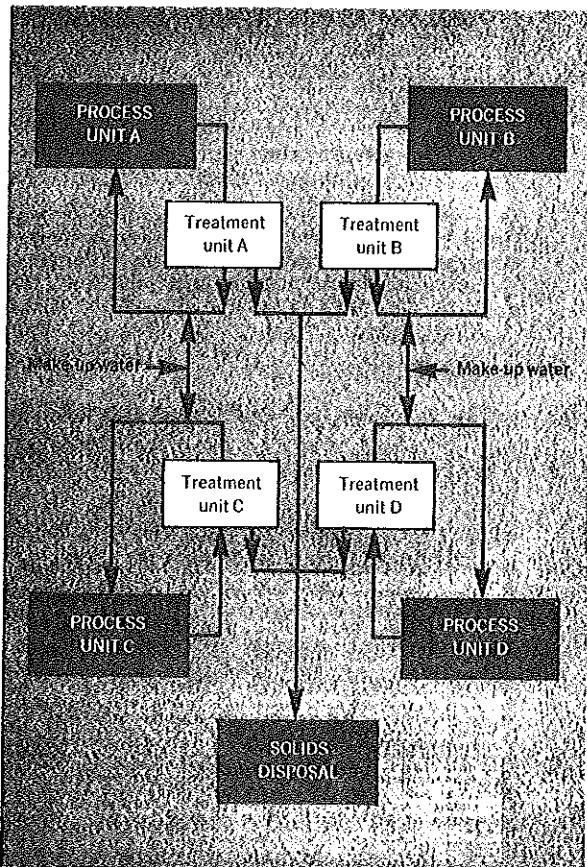 PROCESS
UNIT A
PROCESS
UNIT B
Treatment
unit A
Treatment
unit B
Make-up water
Make-up water
Treatment
unit C
Treatment
unit D
PROCESS
UNIT C
PROCESS
UNIT D
SOLIDS
DISPOSAL